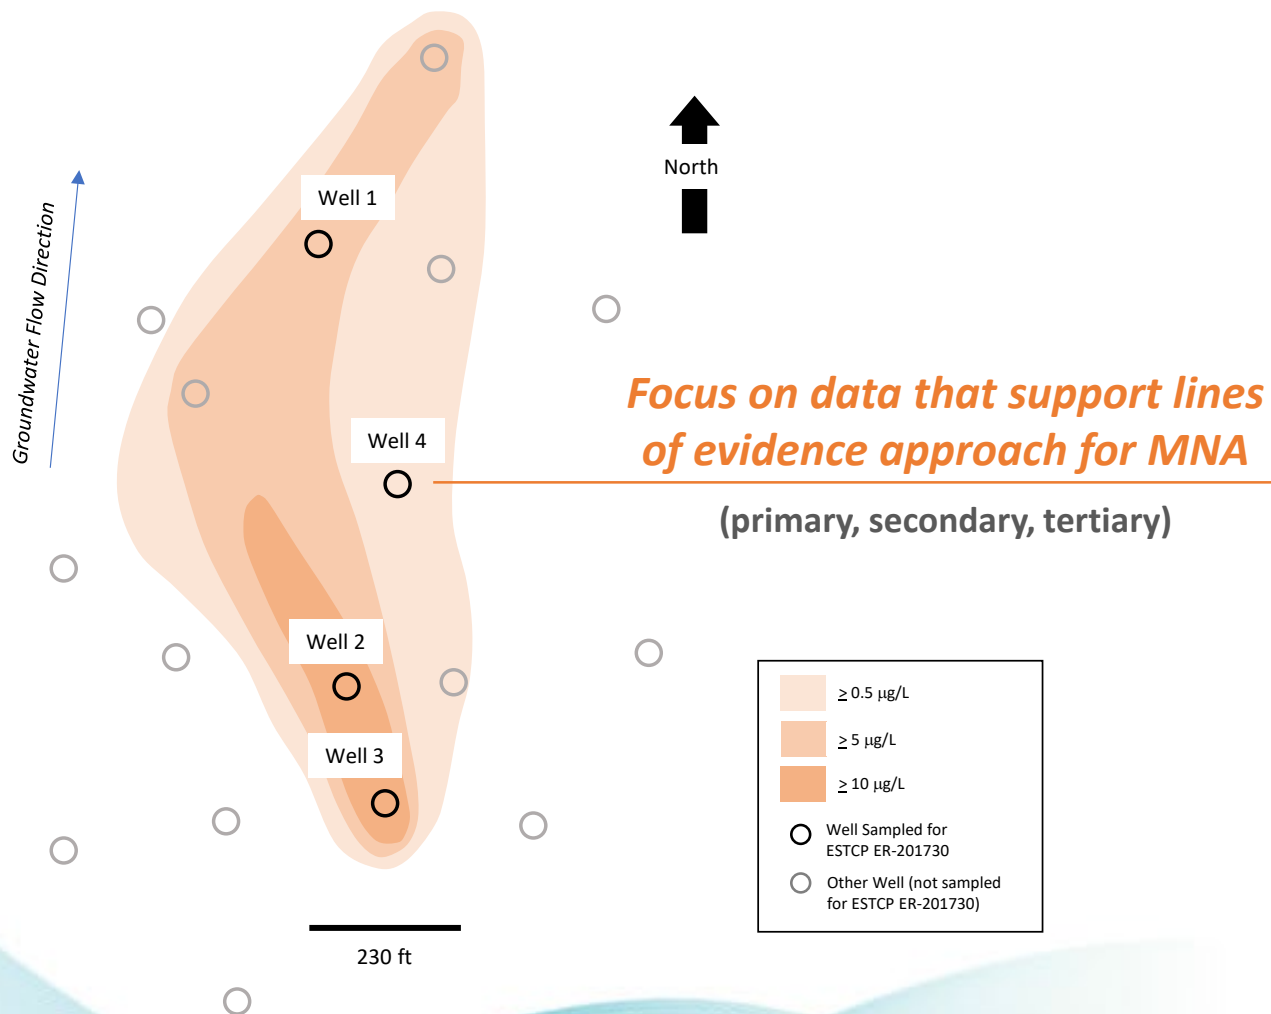 North
Well 1
Groundwater Flow Direction
Focus on data that support lines
of evidence approach for MNA
(primary, secondary, tertiary)
Well 4
Well 2
Well 3
≥ 0.5 μg/L
≥ 5 μg/L
≥ 10 μg/L
Well Sampled for
ESTCP ER-201730
Other Well (not sampled
for ESTCP ER-201730)
230 ft